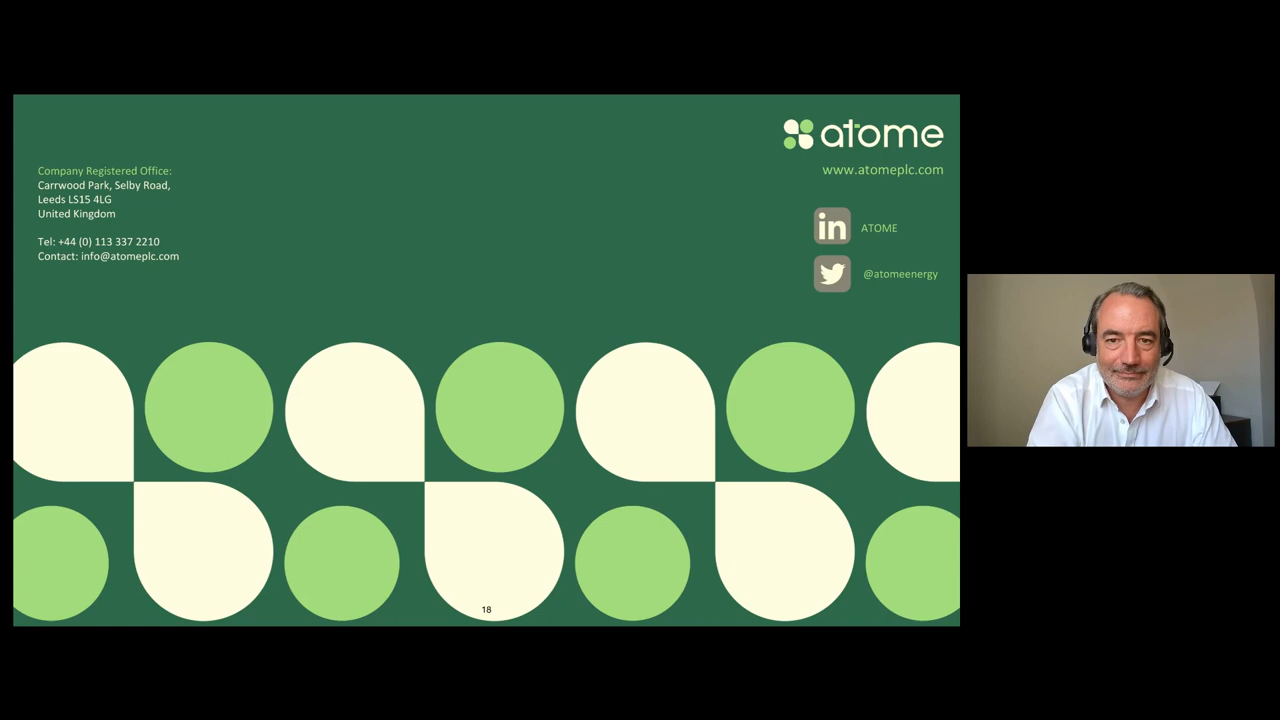 Company Registered Office:
Carrwood Park, Selby Road,
Leeds LS15 4LG
United Kingdom
Tel: +44 (0) 113 337 2210
Contact: info@atomeplc.com
atome
www.atomeplc.com
in ATOME
@atomeenergy
18